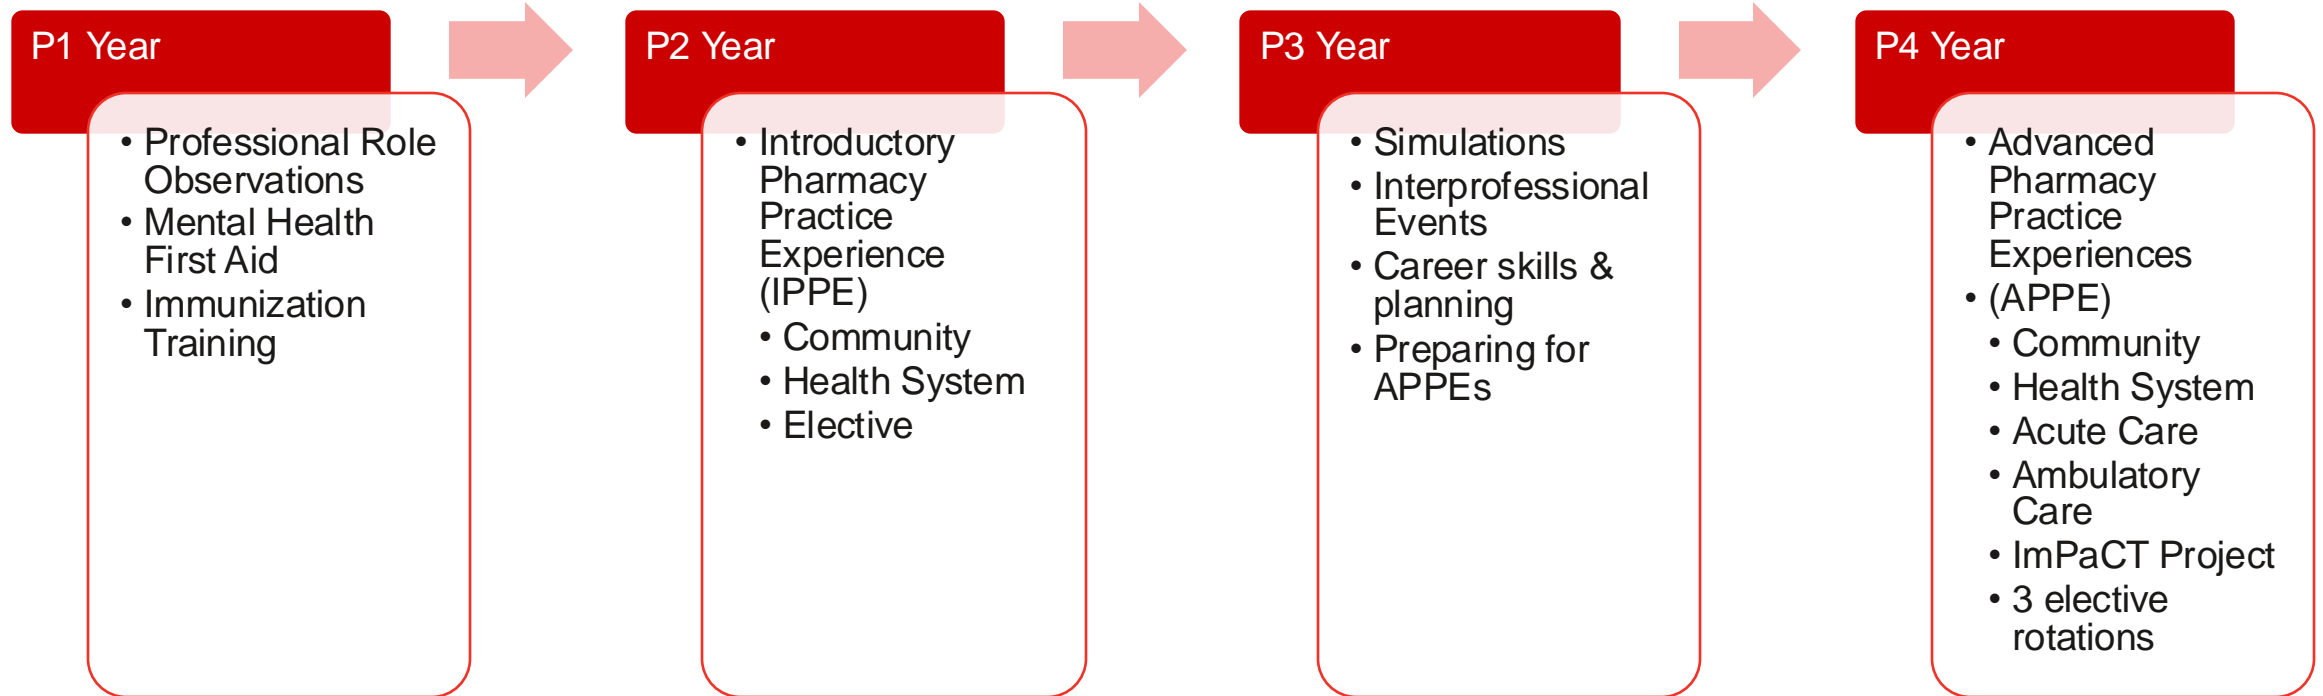 P1 Year
• Professional Role
Observations
• Mental Health
First Aid
• Immunization
Training
P2 Year
• Introductory
Pharmacy
Practice
Experience
(IPPE)
• Community
• Health System
• Elective
P3 Year
• Simulations
• Interprofessional
Events
• Career skills &
planning
• Preparing for
APPEs
P4 Year
• Advanced
Pharmacy
Practice
Experiences
• (APPE)
• Community
• Health System
• Acute Care
• Ambulatory
Care
• ImPaCT Project
• 3 elective
rotations